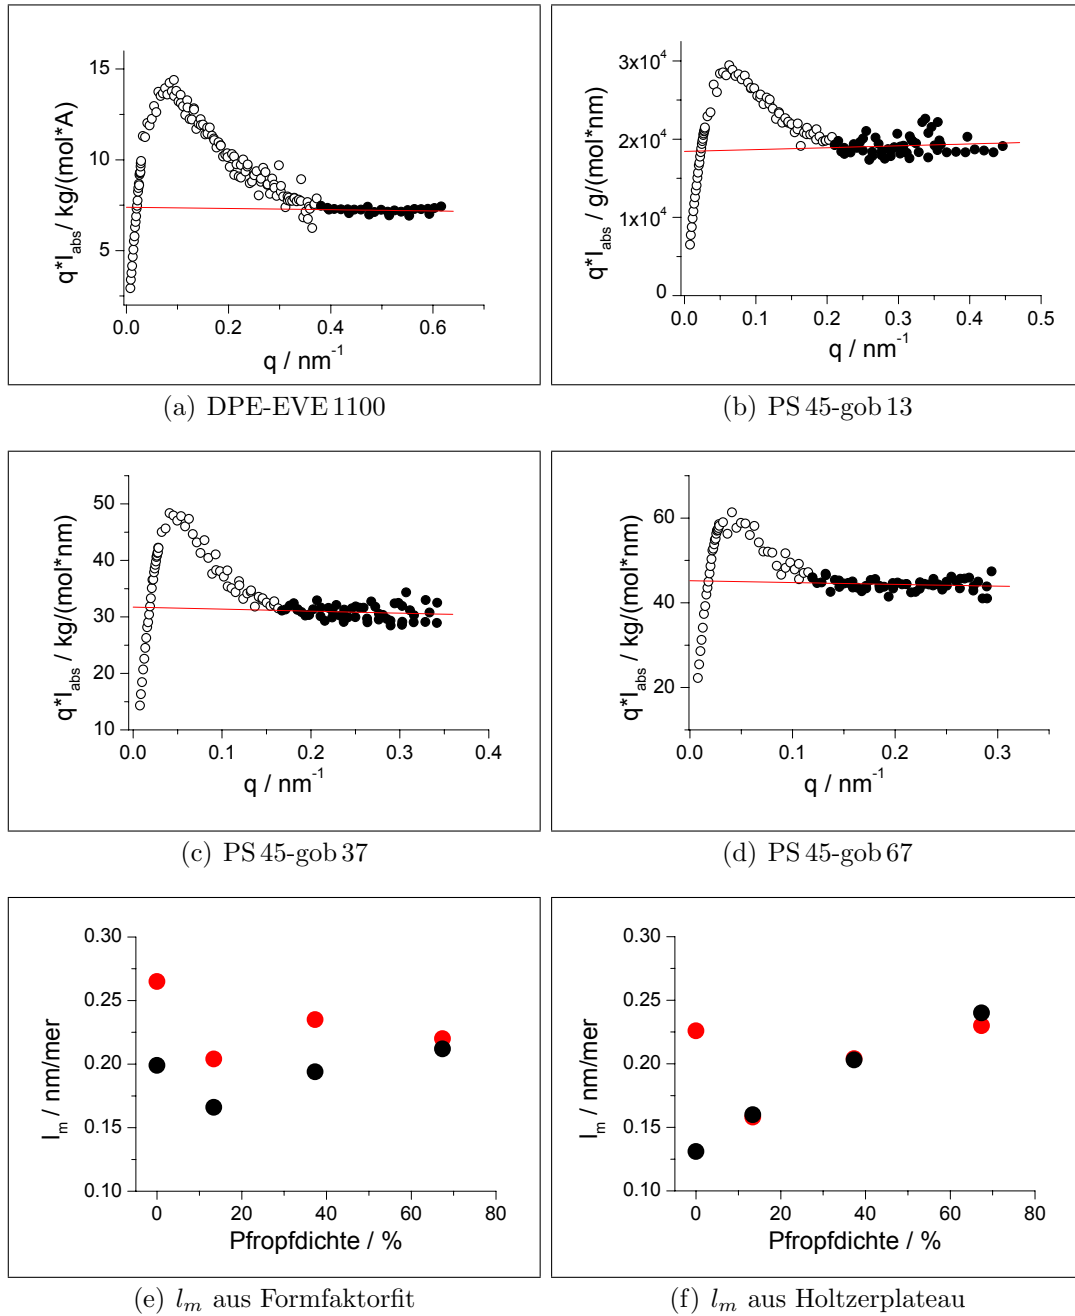 15
10
5
0.0 0.2 0.4 0.6
q*I_abs / kg/(mol*A)
q / nm⁻¹
(a) DPE-EVE 1100
3x10⁴
2x10⁴
1x10⁴
0
0.0 0.1 0.2 0.3 0.4 0.5
q*I_abs / g/(mol*nm)
q / nm⁻¹
(b) PS 45-gob 13
50
40
30
20
10
0.0 0.1 0.2 0.3 0.4
q*I_abs / kg/(mol*nm)
q / nm⁻¹
(c) PS 45-gob 37
60
40
20
0.0 0.1 0.2 0.3
q*I_abs / kg/(mol*nm)
q / nm⁻¹
(d) PS 45-gob 67
0.30
0.25
0.20
0.15
0.10
0 20 40 60 80
l_m / nm/mer
Pfropfdichte / %
(e) l_m aus Formfaktorfit
0.30
0.25
0.20
0.15
0.10
0 20 40 60 80
l_m / nm/mer
Pfropfdichte / %
(f) l_m aus Holtzerplateau